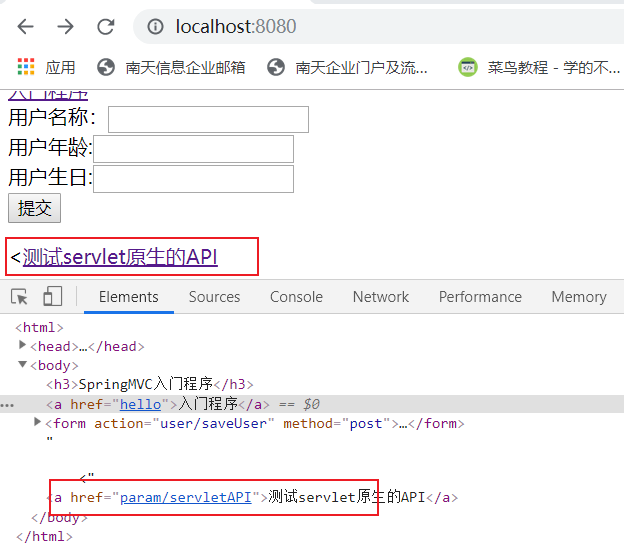 localhost:8080
应用 南天信息企业邮箱 南天企业门户及流... 菜鸟教程 - 学的不...
入门程序
用户名称：
用户年龄:
用户生日:
提交
<测试servlet原生的API
Elements Sources Console Network Performance Memory
<html>
<head>…</head>
<body>
<h3>SpringMVC入门程序</h3>
... <a href="hello">入门程序</a> == $0
<form action="user/saveUser" method="post">…</form>
"
<"
<a href="param/servletAPI">测试servlet原生的API</a>
</body>
</html>